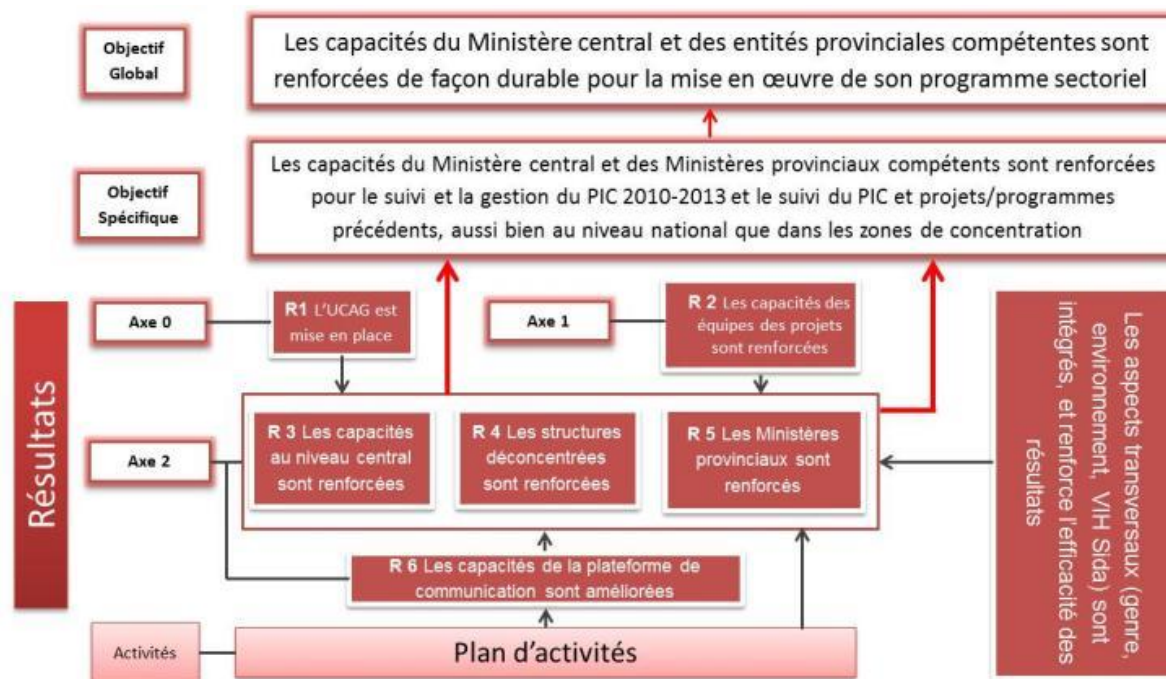 Objectif
Global
Les capacités du Ministère central et des entités provinciales compétentes sont
renforcées de façon durable pour la mise en œuvre de son programme sectoriel
Objectif
Spécifique
Les capacités du Ministère central et des Ministères provinciaux compétents sont renforcées
pour le suivi et la gestion du PIC 2010-2013 et le suivi du PIC et projets/programmes
précédents, aussi bien au niveau national que dans les zones de concentration
Résultats
Axe 0
R1 L'UCAG est
mise en place
Axe 1
R 2 Les capacités des
équipes des projets
sont renforcées
Axe 2
R 3 Les capacités
au niveau central
sont renforcées
R 4 Les structures
déconcentrées
sont renforcées
R 5 Les Ministères
provinciaux sont
renforcés
R 6 Les capacités de la plateforme de
communication sont améliorées
Les aspects transversaux (genre,
environnement, VIH Sida) sont
intégrés, et renforce l'efficacité des
résultats
Activités
Plan d'activités